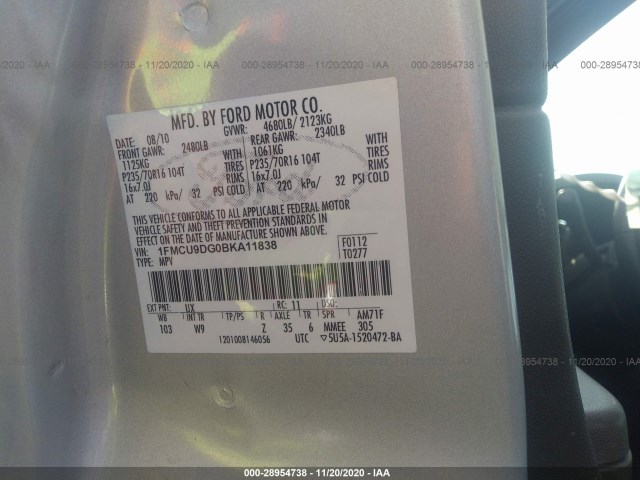 000-28954738 - 11/20/2020 - IAA
MFD. BY FORD MOTOR CO.
DATE: 08/10 GVWR: 4680LB/ 2123KG
FRONT GAWR: 2480LB REAR GAWR: 2340LB
1125KG WITH 1061KG WITH
P235/70R16 104T TIRES P235/70R16 104T TIRES
16x7.0J RIMS 16x7.0J RIMS
AT 220 kPa/ 32 PSI COLD AT 220 kPa/ 32 PSI COLD
THIS VEHICLE CONFORMS TO ALL APPLICABLE FEDERAL MOTOR
VEHICLE SAFETY AND THEFT PREVENTION STANDARDS IN
EFFECT ON THE DATE OF MANUFACTURE SHOWN ABOVE.
VIN: 1FMCU9DG0BKA11838 F0112
TYPE: MPV T0277
EXT PNT: UX RC: 11 DSO:
WB INT TR TP/PS R AXLE TR SPR AM71F
103 W9 Z 35 6 MMEE 305
1201008146056 UTC 5U5A-1520472-BA
000-28954738 - 11/20/2020 - IAA